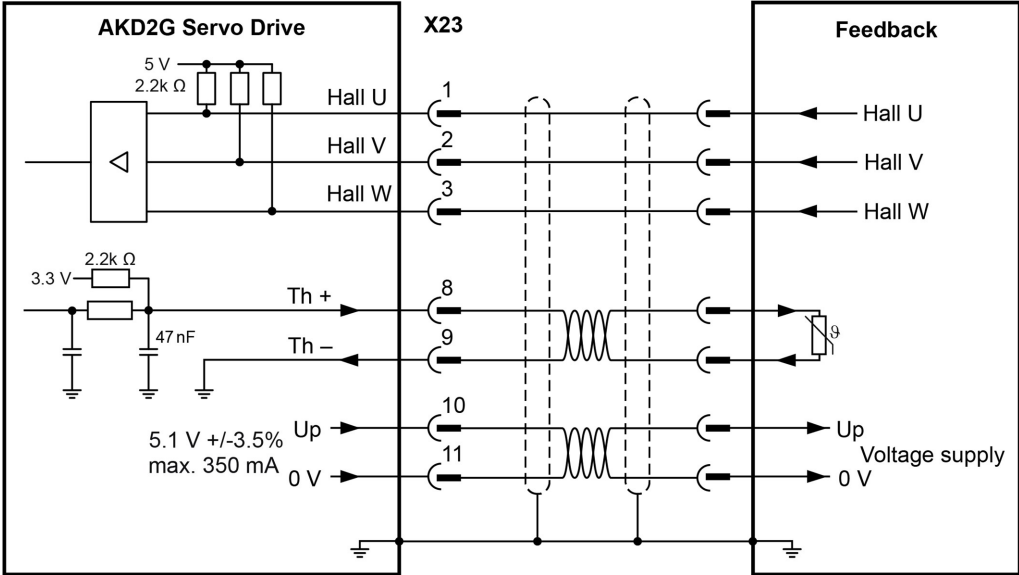 AKD2G Servo Drive
X23
Feedback
5 V
2.2k Ω
Hall U
1
Hall U
Hall V
2
Hall V
Hall W
3
Hall W
2.2k Ω
3.3 V
Th +
8
47 nF
Th –
9
ϑ
10
Up
Up
5.1 V +/-3.5%
max. 350 mA
11
Voltage supply
0 V
0 V